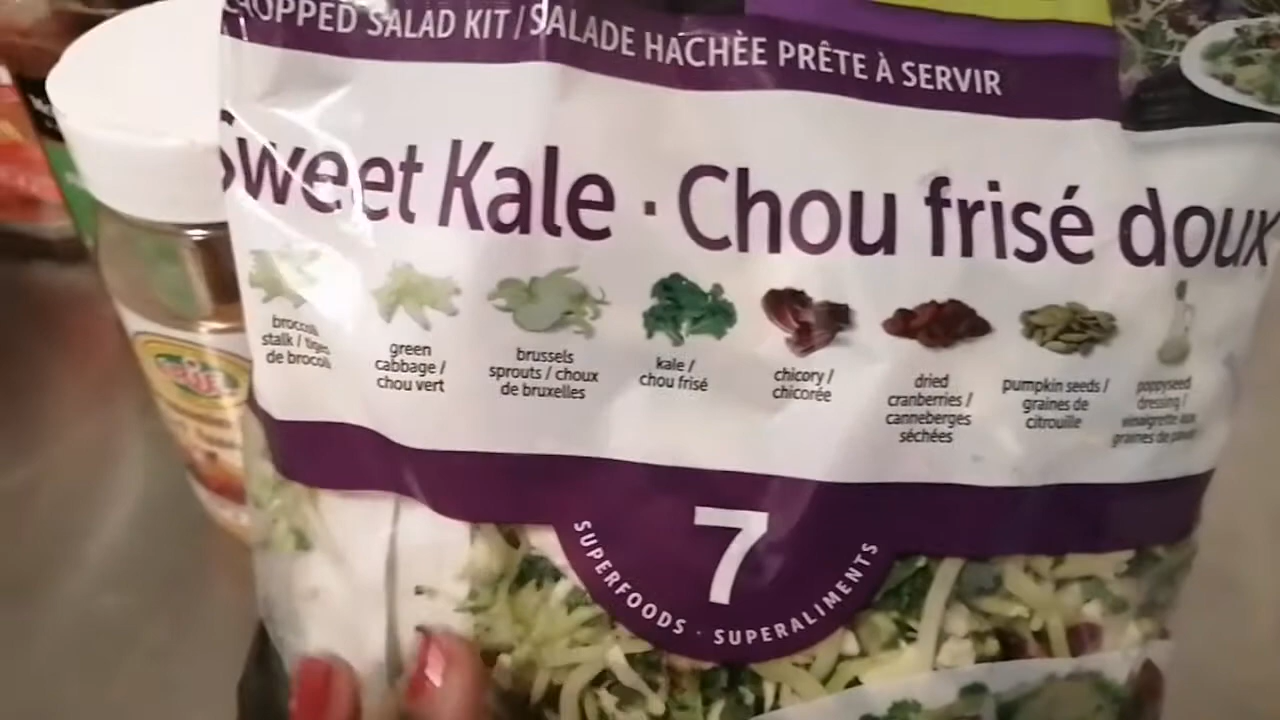 CHOPPED SALAD KIT / SALADE HACHÈE PRÊTE À SERVIR
Sweet Kale · Chou frisé doux
broccoli
stalk / tiges
de brocoli
green
cabbage /
chou vert
brussels
sprouts / choux
de bruxelles
kale /
chou frisé
chicory /
chicorée
dried
cranberries /
canneberges
séchées
pumpkin seeds /
graines de
citrouille
poppyseed
dressing /
vinaigrette aux
graines de pavot
7
SUPERFOODS · SUPERALIMENTS